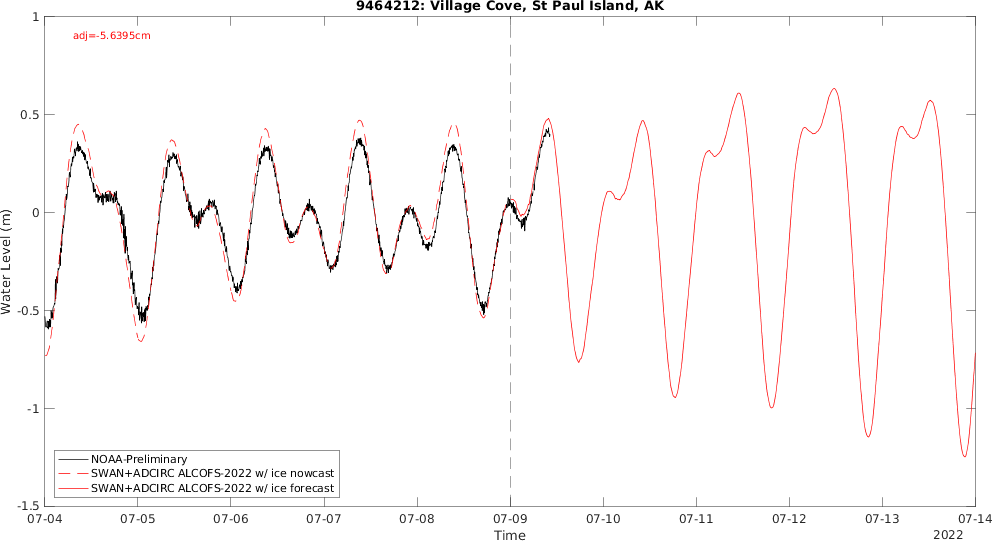 9464212: Village Cove, St Paul Island, AK
adj=-5.6395cm
1
0.5
0
-0.5
-1
-1.5
Water Level (m)
NOAA-Preliminary
SWAN+ADCIRC ALCOFS-2022 w/ ice nowcast
SWAN+ADCIRC ALCOFS-2022 w/ ice forecast
07-04 07-05 07-06 07-07 07-08 07-09 07-10 07-11 07-12 07-13 07-14
Time
2022